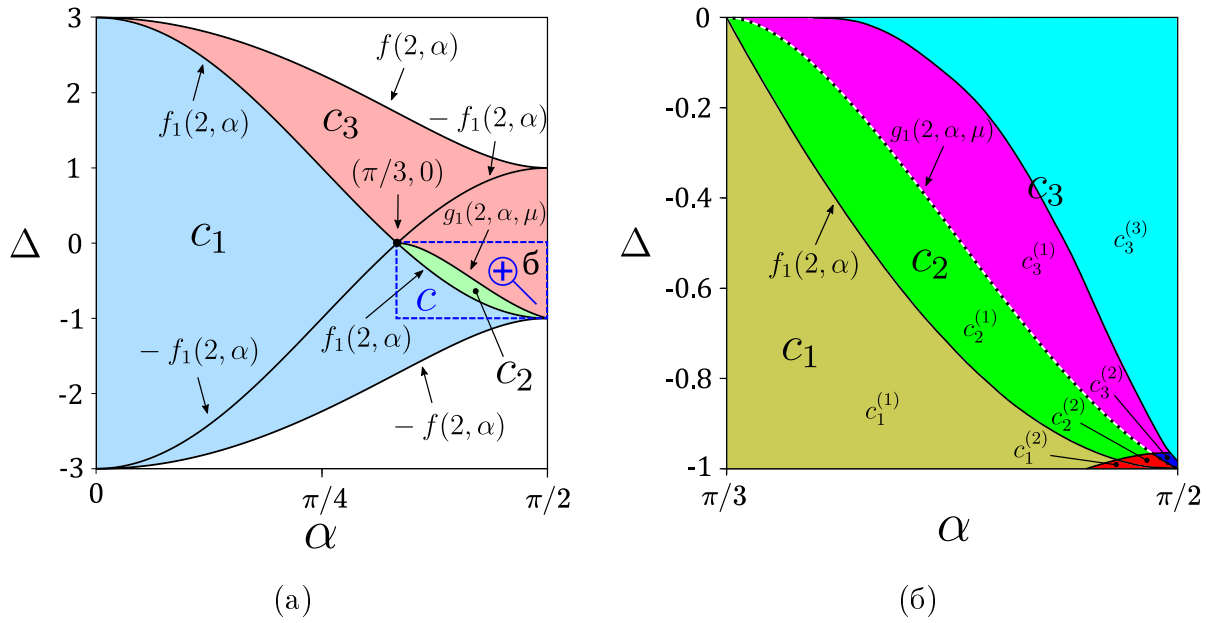 3
2
1
0
-1
-2
-3
Δ
0
π/4
π/2
α
f(2, α)
f₁(2, α)
c₃
− f₁(2, α)
(π/3, 0)
g₁(2, α, μ)
c₁
б
c
− f₁(2, α)
f₁(2, α)
c₂
− f(2, α)
(а)
0
-0.2
-0.4
-0.6
-0.8
-1
Δ
π/3
π/2
α
g₁(2, α, μ)
c₃
c₃⁽³⁾
c₃⁽¹⁾
f₁(2, α)
c₂
c₂⁽¹⁾
c₁
c₁⁽¹⁾
c₃⁽²⁾
c₂⁽²⁾
c₁⁽²⁾
(б)